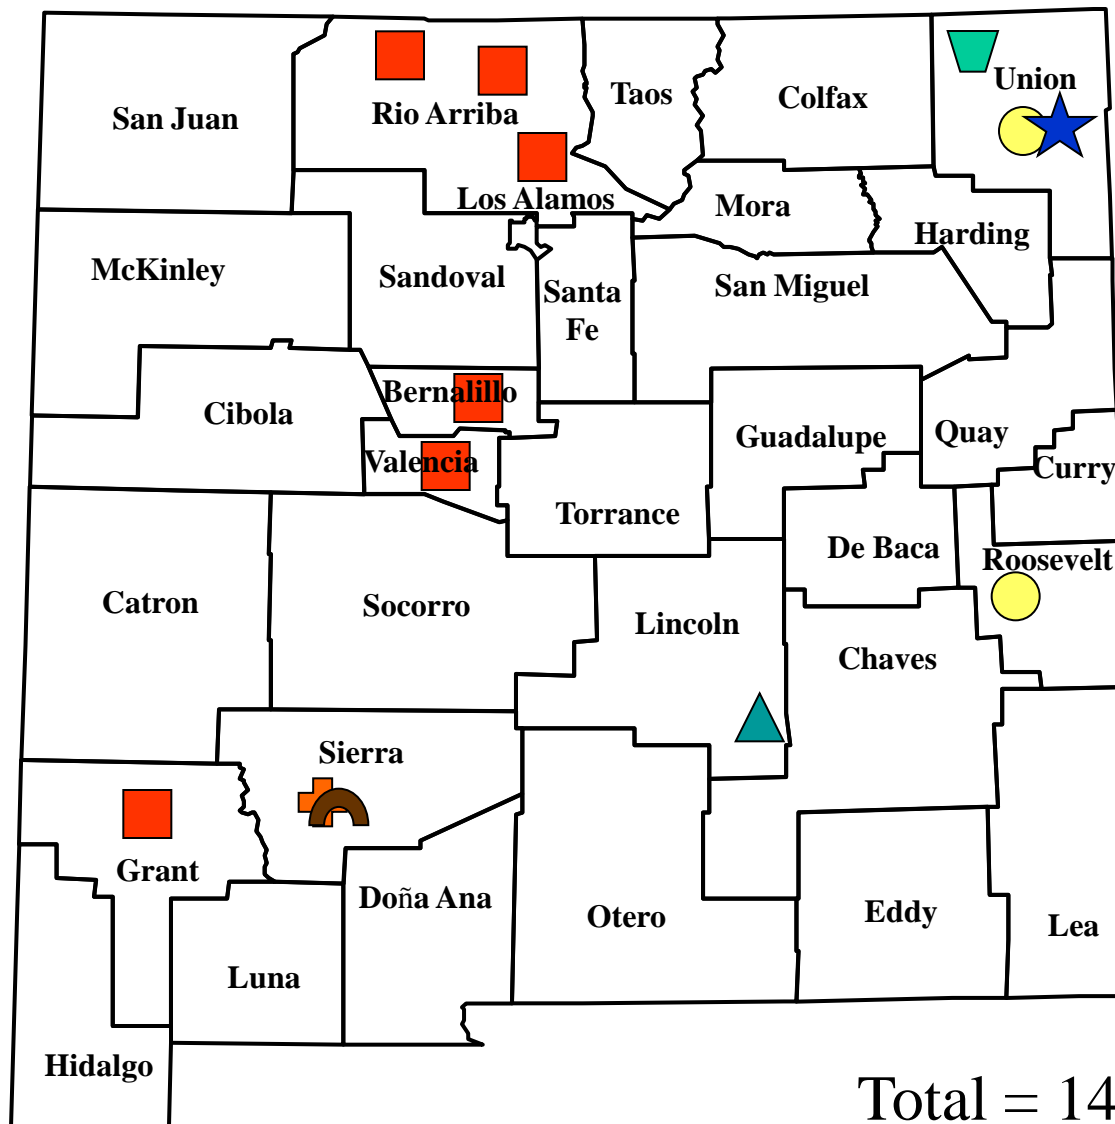 Union
Taos
Colfax
San Juan
Rio Arriba
Los Alamos
Mora
Harding
McKinley
Sandoval
San Miguel
Santa
Fe
Bernalillo
Cibola
Guadalupe
Quay
Valencia
Curry
Torrance
De Baca
Roosevelt
Catron
Socorro
Lincoln
Chaves
Sierra
Grant
Doña Ana
Otero
Eddy
Lea
Luna
Hidalgo
Total = 14